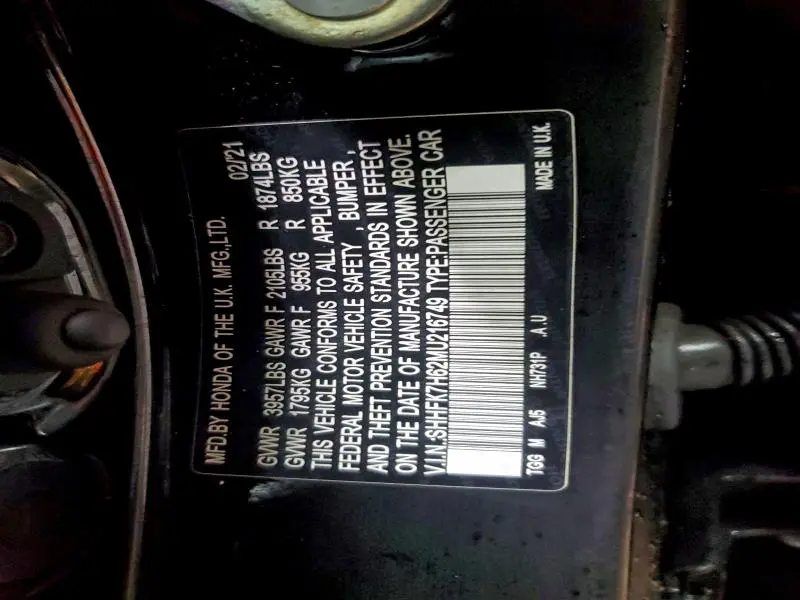 MFD.BY HONDA OF THE U.K. MFG.,LTD. 02/21
GVWR 3957LBS GAWR F 2105LBS R 1874LBS
GVWR 1795KG GAWR F 955KG R 850KG
THIS VEHICLE CONFORMS TO ALL APPLICABLE
FEDERAL MOTOR VEHICLE SAFETY , BUMPER ,
AND THEFT PREVENTION STANDARDS IN EFFECT
ON THE DATE OF MANUFACTURE SHOWN ABOVE.
V.I.N.:SHHFK7H62MU216749 TYPE:PASSENGER CAR
TGG M AJ5 NH731P .A.U MADE IN U.K.